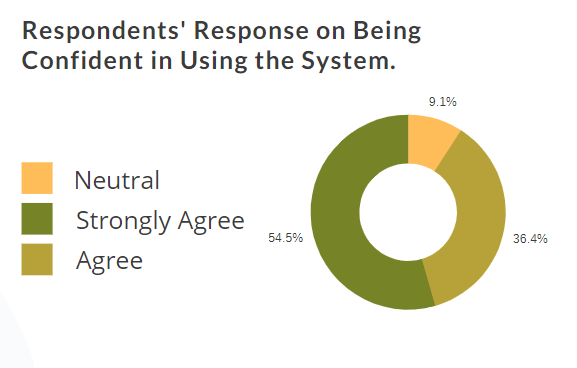 Respondents' Response on Being
Confident in Using the System.
9.1%
Neutral
Strongly Agree
54.5%
36.4%
Agree